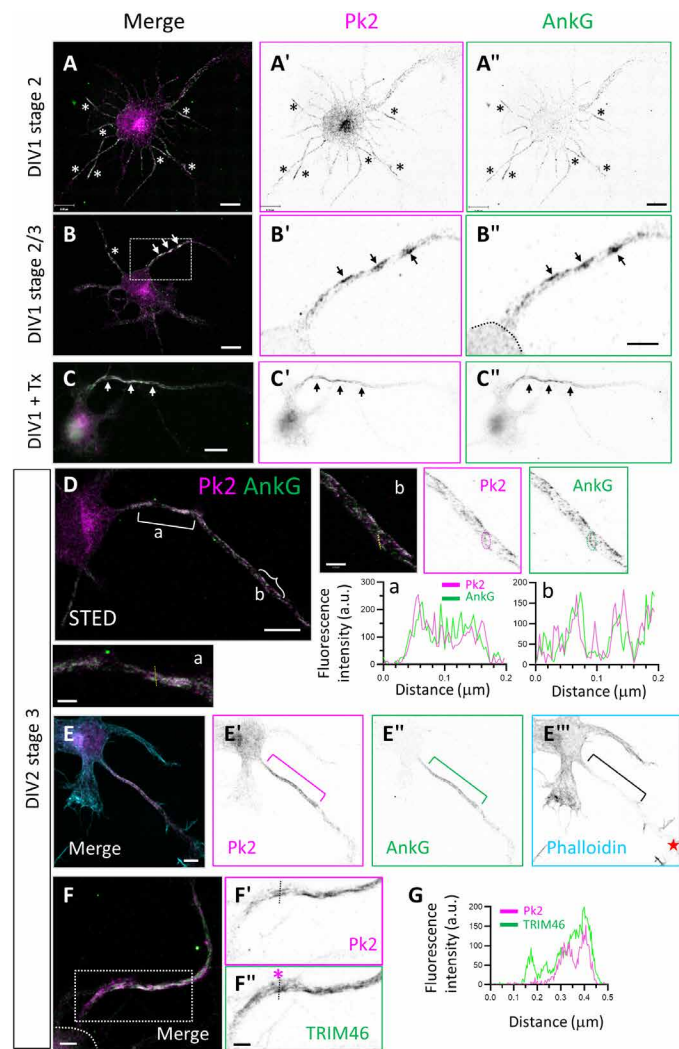 Merge Pk2 AnkG
DIV1 stage 2
A A' A"
* * * * * * *
* * * * * * *
* * * * * * *
DIV1 stage 2/3
B B' B"
*
DIV1 + Tx
C C' C"
DIV2 stage 3
D Pk2 AnkG
a
b
STED
b Pk2 AnkG
a
Pk2
AnkG
Fluorescence
intensity (a.u.)
300
200
100
0
0.0 0.1 0.2
Distance (μm)
b
200
150
100
50
0
0.0 0.1 0.2
Distance (μm)
a
E E' E" E'"
Merge Pk2 AnkG Phalloidin
F F'
Pk2
F" *
Merge TRIM46
G
Pk2
TRIM46
Fluorescence
intensity (a.u.)
200
150
100
50
0
0.0 0.1 0.2 0.3 0.4 0.5
Distance (μm)